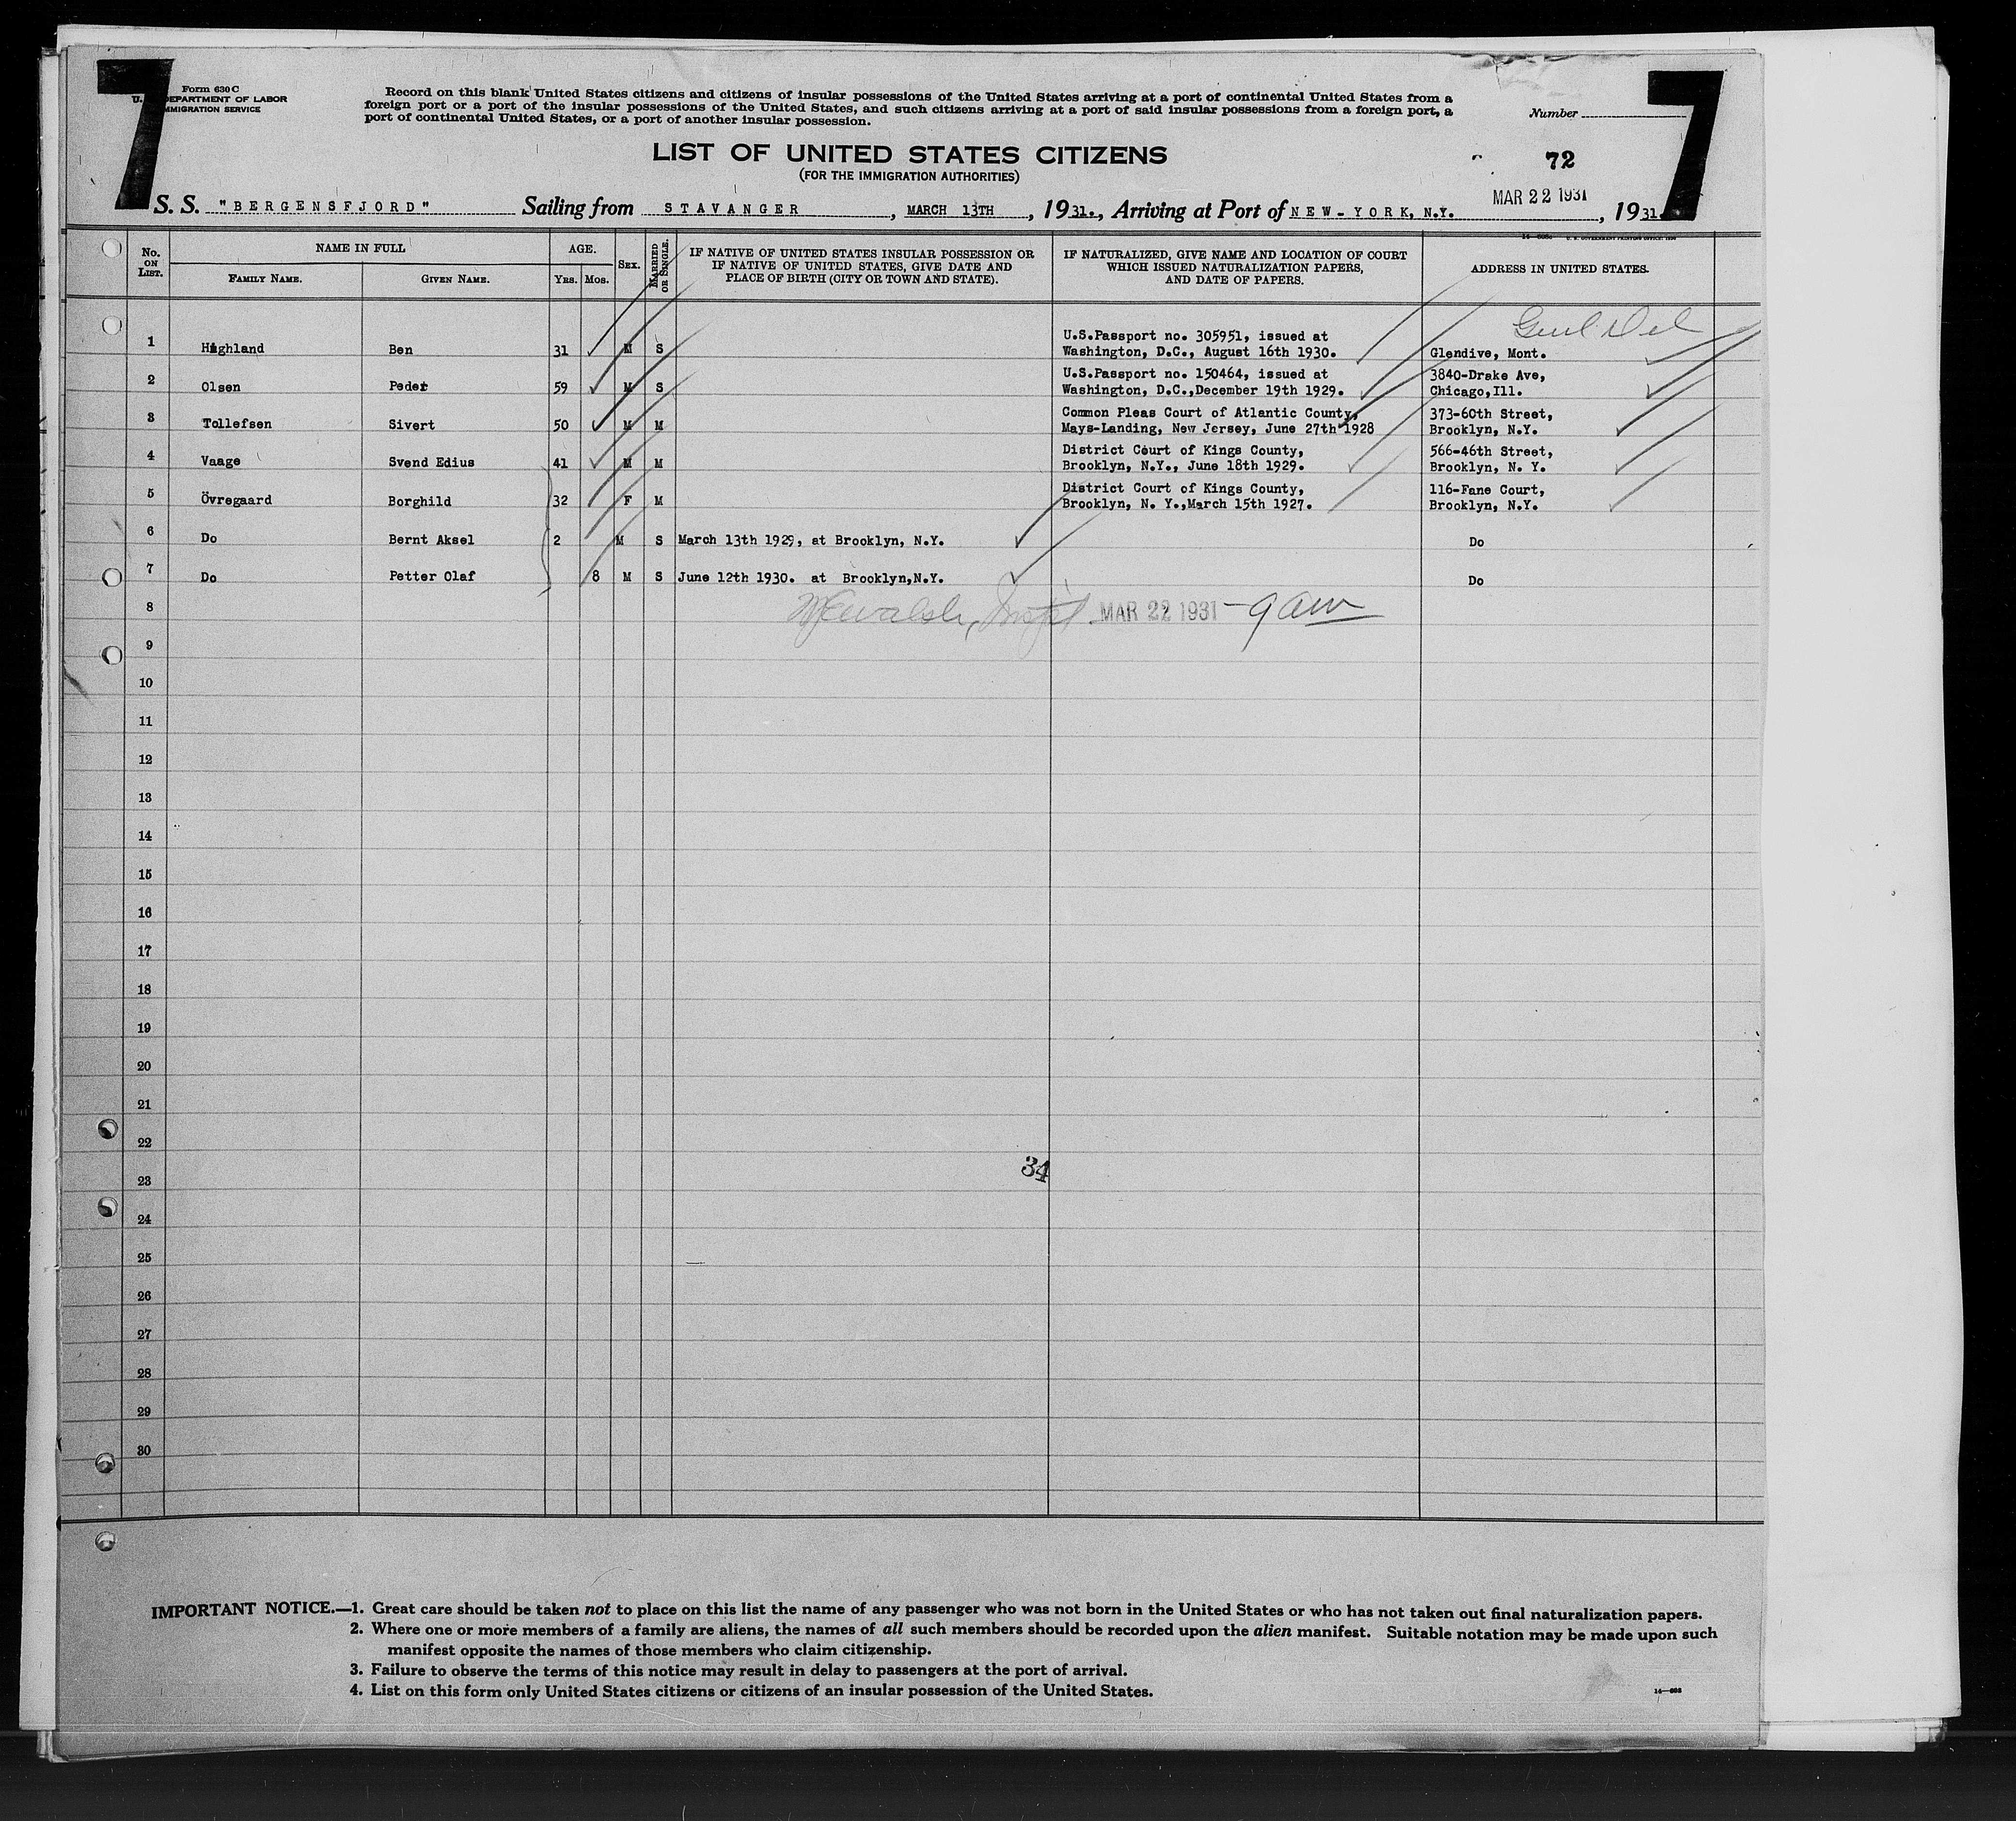 7
7
Form 630 C
U. S. DEPARTMENT OF LABOR
IMMIGRATION SERVICE
Record on this blank United States citizens and citizens of insular possessions of the United States arriving at a port of continental United States from a
foreign port or a port of the insular possessions of the United States, and such citizens arriving at a port of said insular possessions from a foreign port, a
port of continental United States, or a port of another insular possession.
Number
LIST OF UNITED STATES CITIZENS
(FOR THE IMMIGRATION AUTHORITIES)
72
MAR 22 1931
S. S. "BERGENSFJORD" Sailing from STAVANGER, MARCH 13TH, 1931., Arriving at Port of NEW-YORK, N.Y., 1931.
No. ON LIST.
NAME IN FULL
FAMILY NAME.
GIVEN NAME.
AGE.
YRS. MOS.
SEX.
MARRIED OR SINGLE.
IF NATIVE OF UNITED STATES INSULAR POSSESSION OR
IF NATIVE OF UNITED STATES, GIVE DATE AND
PLACE OF BIRTH (CITY OR TOWN AND STATE).
IF NATURALIZED, GIVE NAME AND LOCATION OF COURT
WHICH ISSUED NATURALIZATION PAPERS,
AND DATE OF PAPERS.
ADDRESS IN UNITED STATES.
Genl Del
U.S.Passport no. 305951, issued at
1 Highland Ben 31 M S Washington, D.C., August 16th 1930. Glendive, Mont.
U.S.Passport no. 150464, issued at 3840-Drake Ave,
2 Olsen Peder 59 M S Washington, D.C.,December 19th 1929. Chicago,Ill.
Common Pleas Court of Atlantic County, 373-60th Street,
3 Tollefsen Sivert 50 M M Mays-Landing, New Jersey, June 27th 1928 Brooklyn, N.Y.
District Court of Kings County, 566-46th Street,
4 Vaage Svend Edius 41 M M Brooklyn, N.Y., June 18th 1929. Brooklyn, N. Y.
District Court of Kings County, 116-Fane Court,
5 Övregaard Borghild 32 F M Brooklyn, N. Y.,March 15th 1927. Brooklyn, N.Y.
6 Do Bernt Aksel 2 M S March 13th 1929, at Brooklyn, N.Y. Do
7 Do Petter Olaf 8 M S June 12th 1930. at Brooklyn,N.Y. Do
8 Walsh, Inspt MAR 22 1931 - 9 am
9
10
11
12
13
14
15
16
17
18
19
20
21
22
34
23
24
25
26
27
28
29
30
IMPORTANT NOTICE.—1. Great care should be taken not to place on this list the name of any passenger who was not born in the United States or who has not taken out final naturalization papers.
2. Where one or more members of a family are aliens, the names of all such members should be recorded upon the alien manifest. Suitable notation may be made upon such
manifest opposite the names of those members who claim citizenship.
3. Failure to observe the terms of this notice may result in delay to passengers at the port of arrival.
4. List on this form only United States citizens or citizens of an insular possession of the United States.